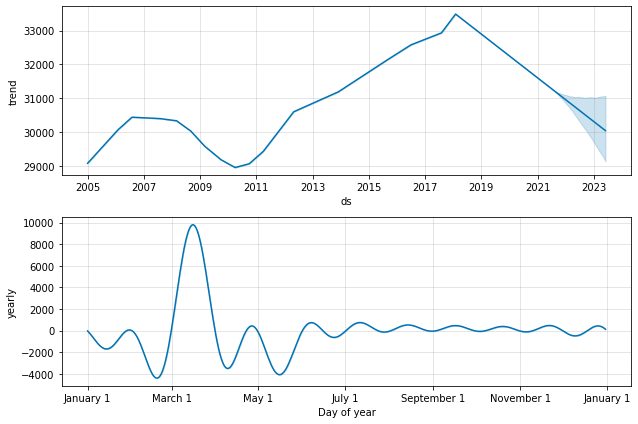 33000
32000
31000
30000
29000
trend
2005 2007 2009 2011 2013 2015 2017 2019 2021 2023
ds
10000
8000
6000
4000
2000
0
−2000
−4000
yearly
January 1 March 1 May 1 July 1 September 1 November 1 January 1
Day of year